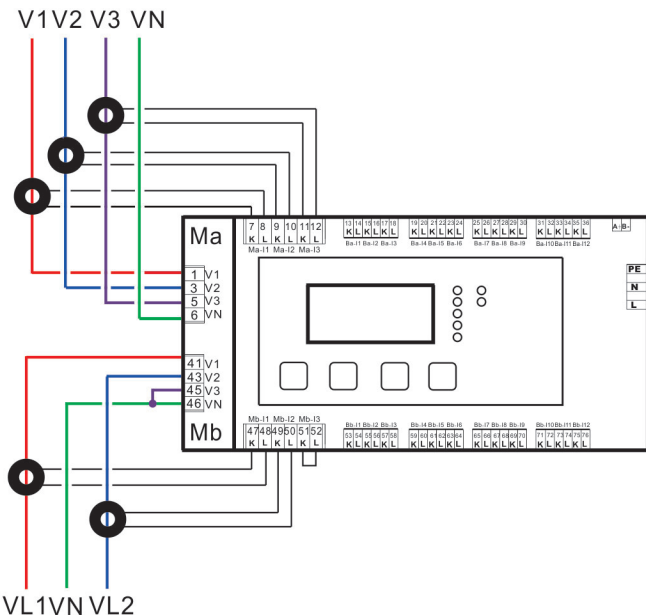 V1 V2 V3 VN
Ma
7 8 9 10 11 12
K L K L K L
Ma-I1 Ma-I2 Ma-I3
13 14 15 16 17 18
K L K L K L
Ba-I1 Ba-I2 Ba-I3
19 20 21 22 23 24
K L K L K L
Ba-I4 Ba-I5 Ba-I6
25 26 27 28 29 30
K L K L K L
Ba-I7 Ba-I8 Ba-I9
31 32 33 34 35 36
K L K L K L
Ba-I10 Ba-I11 Ba-I12
A+ B-
PE
N
L
1 V1
3 V2
5 V3
6 VN
41 V1
43 V2
45 V3
46 VN
Mb
Mb-I1 Mb-I2 Mb-I3
47 48 49 50 51 52
K L K L K L
Bb-I1 Bb-I2 Bb-I3
53 54 55 56 57 58
K L K L K L
Bb-I4 Bb-I5 Bb-I6
59 60 61 62 63 64
K L K L K L
Bb-I7 Bb-I8 Bb-I9
65 66 67 68 69 70
K L K L K L
Bb-I10 Bb-I11 Bb-I12
71 72 73 74 75 76
K L K L K L
VL1 VN VL2